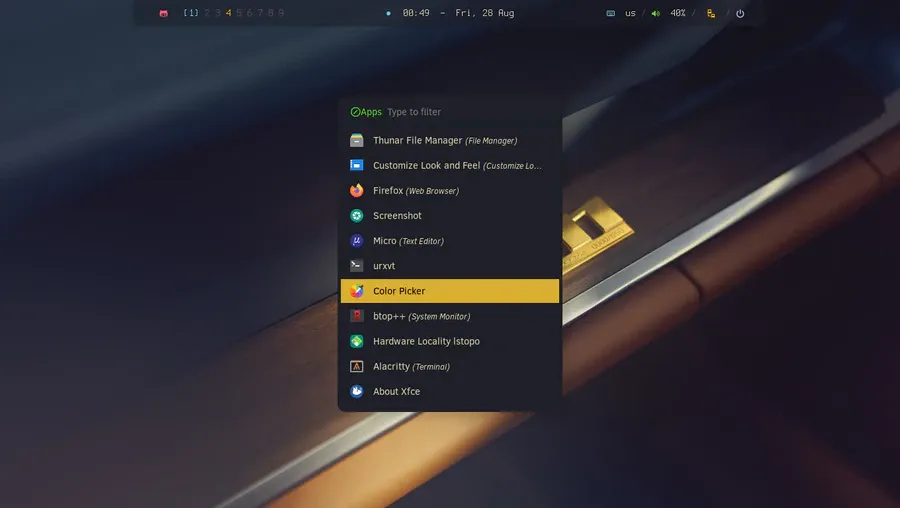 [1] 2 3 4 5 6 7 8 9
00:49 – Fri, 28 Aug
us / 40% / /
Apps Type to filter
Thunar File Manager (File Manager)
Customize Look and Feel (Customize Lo...
Firefox (Web Browser)
Screenshot
Micro (Text Editor)
urxvt
Color Picker
btop++ (System Monitor)
Hardware Locality lstopo
Alacritty (Terminal)
About Xfce